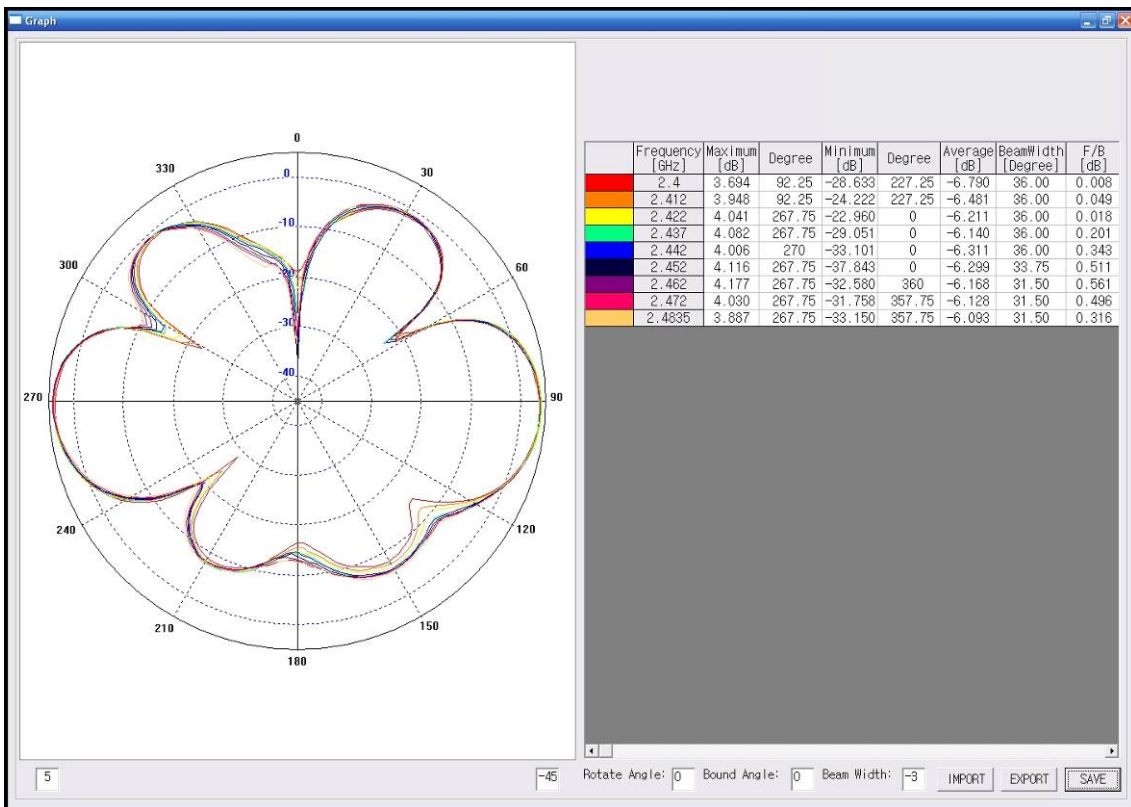 Graph
0
30
60
90
120
150
180
210
240
270
300
330
0
-10
-20
-30
-40
Frequency [GHz] Maximum [dB] Degree Minimum [dB] Degree Average [dB] BeamWidth [Degree] F/B [dB]
2.4 3.694 92.25 -28.633 227.25 -6.790 36.00 0.008
2.412 3.948 92.25 -24.222 227.25 -6.481 36.00 0.049
2.422 4.041 267.75 -22.960 0 -6.211 36.00 0.018
2.437 4.082 267.75 -29.051 0 -6.140 36.00 0.201
2.442 4.006 270 -33.101 0 -6.311 36.00 0.343
2.452 4.116 267.75 -37.843 0 -6.299 33.75 0.511
2.462 4.177 267.75 -32.580 360 -6.168 31.50 0.561
2.472 4.030 267.75 -31.758 357.75 -6.128 31.50 0.496
2.4835 3.887 267.75 -33.150 357.75 -6.093 31.50 0.316
5 -45 Rotate Angle: 0 Bound Angle: 0 Beam Width: -3 IMPORT EXPORT SAVE